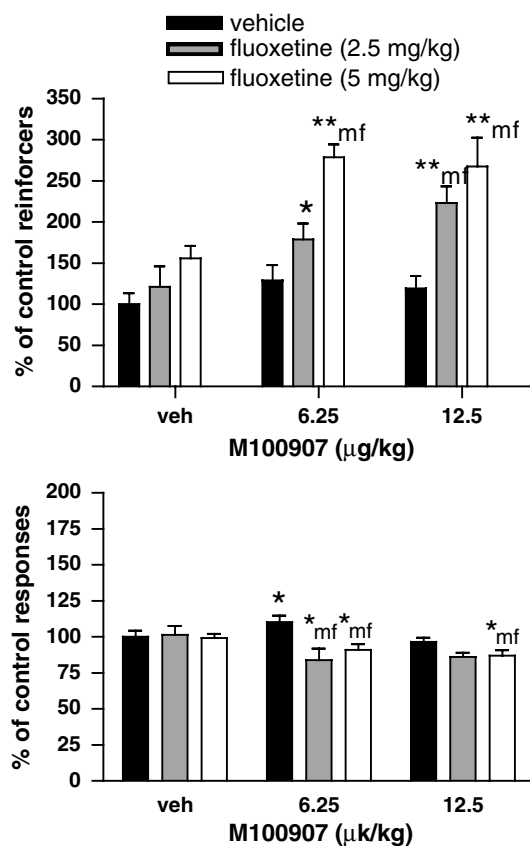 vehicle
fluoxetine (2.5 mg/kg)
fluoxetine (5 mg/kg)
% of control reinforcers
350
300
250
200
150
100
50
0
*
**mf
**mf
**mf
veh
6.25
12.5
M100907 (μg/kg)
% of control responses
200
175
150
125
100
75
50
25
0
*
*mf
*mf
*mf
veh
6.25
12.5
M100907 (μk/kg)